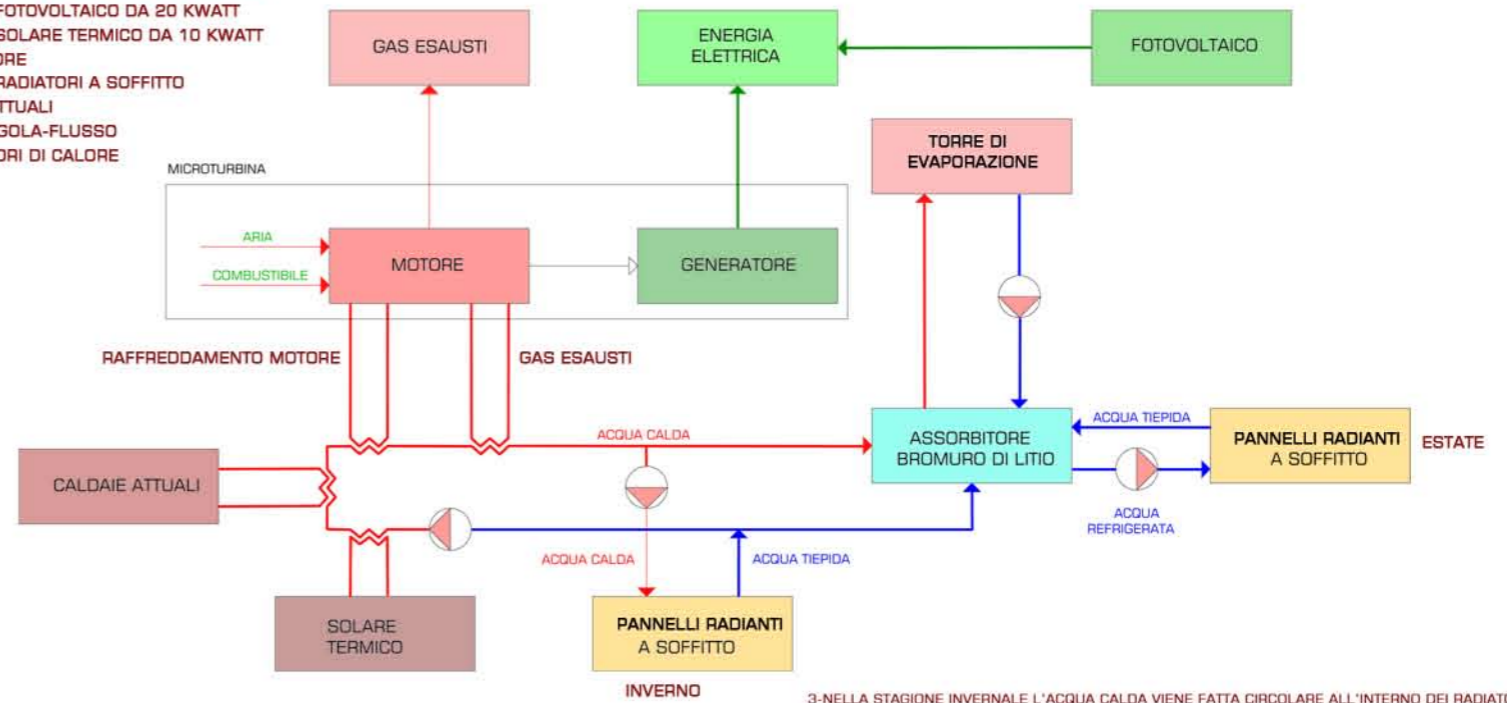 FOTOVOLTAICO DA 20 KWATT
SOLARE TERMICO DA 10 KWATT
ORE
RADIATORI A SOFFITTO
TTUALI
GOLA-FLUSSO
ORI DI CALORE
GAS ESAUSTI
ENERGIA
ELETTRICA
FOTOVOLTAICO
TORRE DI
EVAPORAZIONE
MICROTURBINA
ARIA
COMBUSTIBILE
MOTORE
GENERATORE
RAFFREDDAMENTO MOTORE
GAS ESAUSTI
ACQUA CALDA
ASSORBITORE
BROMURO DI LITIO
ACQUA TIEPIDA
PANNELLI RADIANTI
A SOFFITTO
ESTATE
ACQUA
REFRIGERATA
CALDAIE ATTUALI
ACQUA CALDA
ACQUA TIEPIDA
SOLARE
TERMICO
PANNELLI RADIANTI
A SOFFITTO
INVERNO
3-NELLA STAGIONE INVERNALE L'ACQUA CALDA VIENE FATTA CIRCOLARE ALL'INTERNO DEI RADIATO